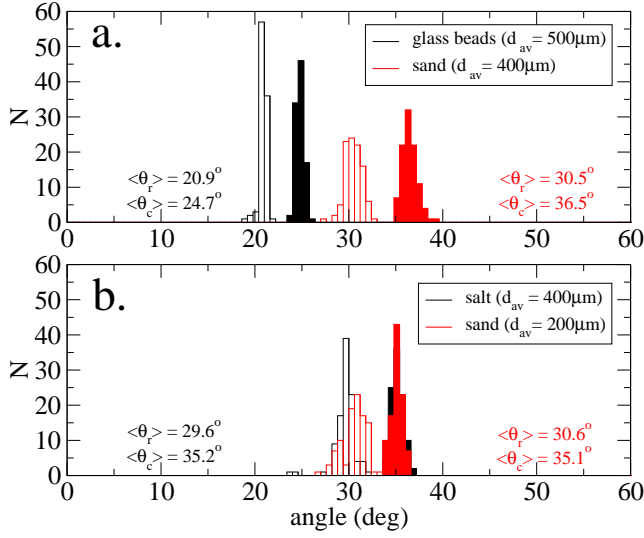 60
50
40
30
20
10
0
N
a.
glass beads (d_av = 500μm)
sand (d_av = 400μm)
<θ_r> = 20.9°
<θ_c> = 24.7°
<θ_r> = 30.5°
<θ_c> = 36.5°
0 10 20 30 40 50 60
60
50
40
30
20
10
0
N
b.
salt (d_av = 400μm)
sand (d_av = 200μm)
<θ_r> = 29.6°
<θ_c> = 35.2°
<θ_r> = 30.6°
<θ_c> = 35.1°
0 10 20 30 40 50 60
angle (deg)